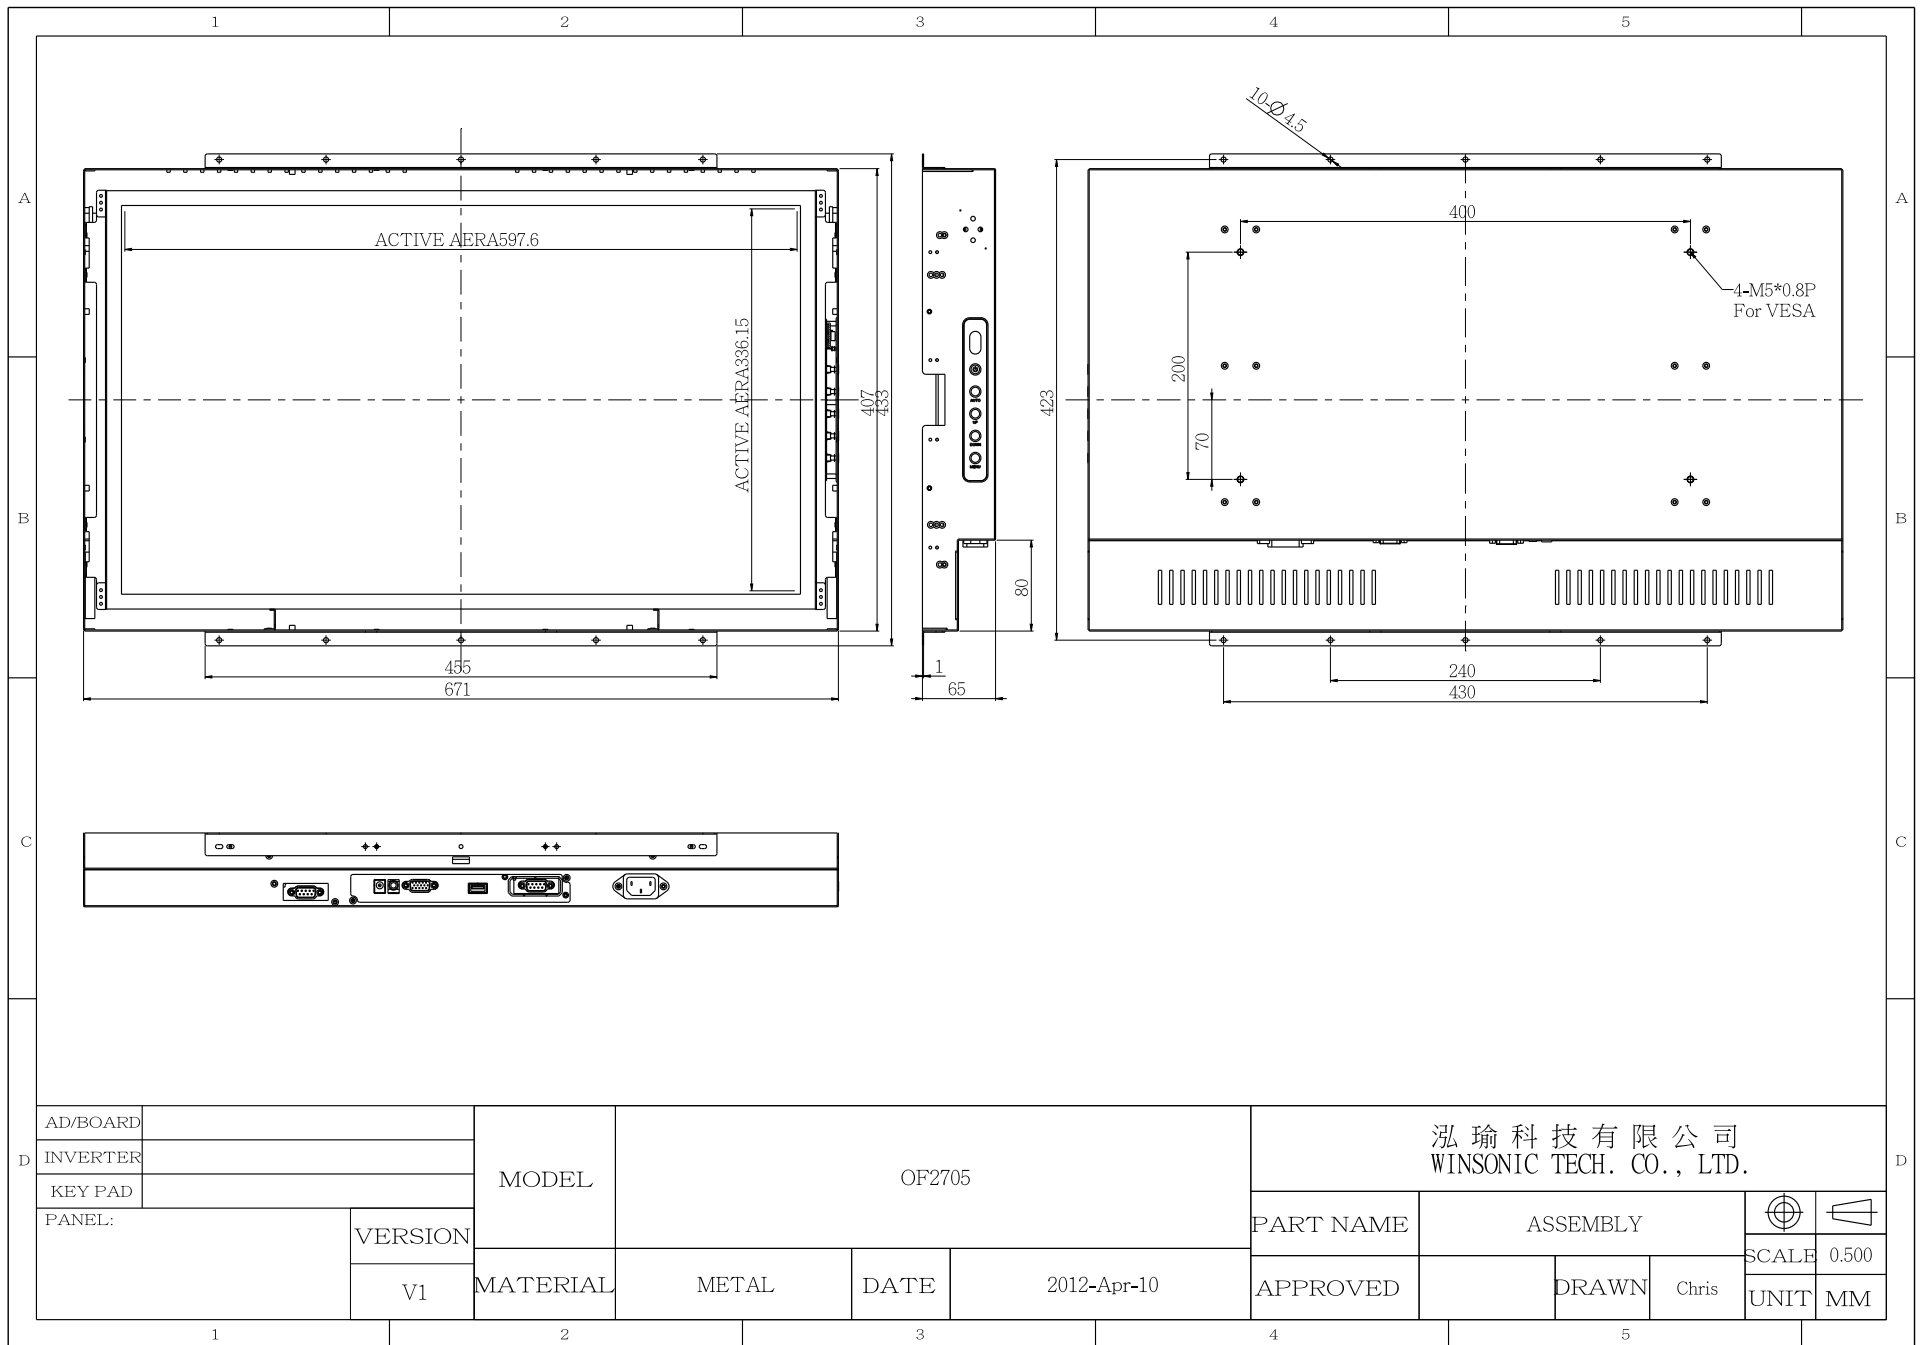 1 2 3 4 5
A A
B B
C C
D D
10-Ø4.5
ACTIVE AERA597.6
ACTIVE AERA336.15
407
433
455
671
AUTO
UP
DOWN
MENU
80
1
65
400
4-M5*0.8P
For VESA
200
70
423
240
430
AD/BOARD
INVERTER
KEY PAD
PANEL:
VERSION
V1
MODEL
OF2705
MATERIAL
METAL
DATE
2012-Apr-10
泓瑜科技有限公司
WINSONIC TECH. CO., LTD.
PART NAME
ASSEMBLY
APPROVED
DRAWN
Chris
SCALE
0.500
UNIT
MM
1 2 3 4 5